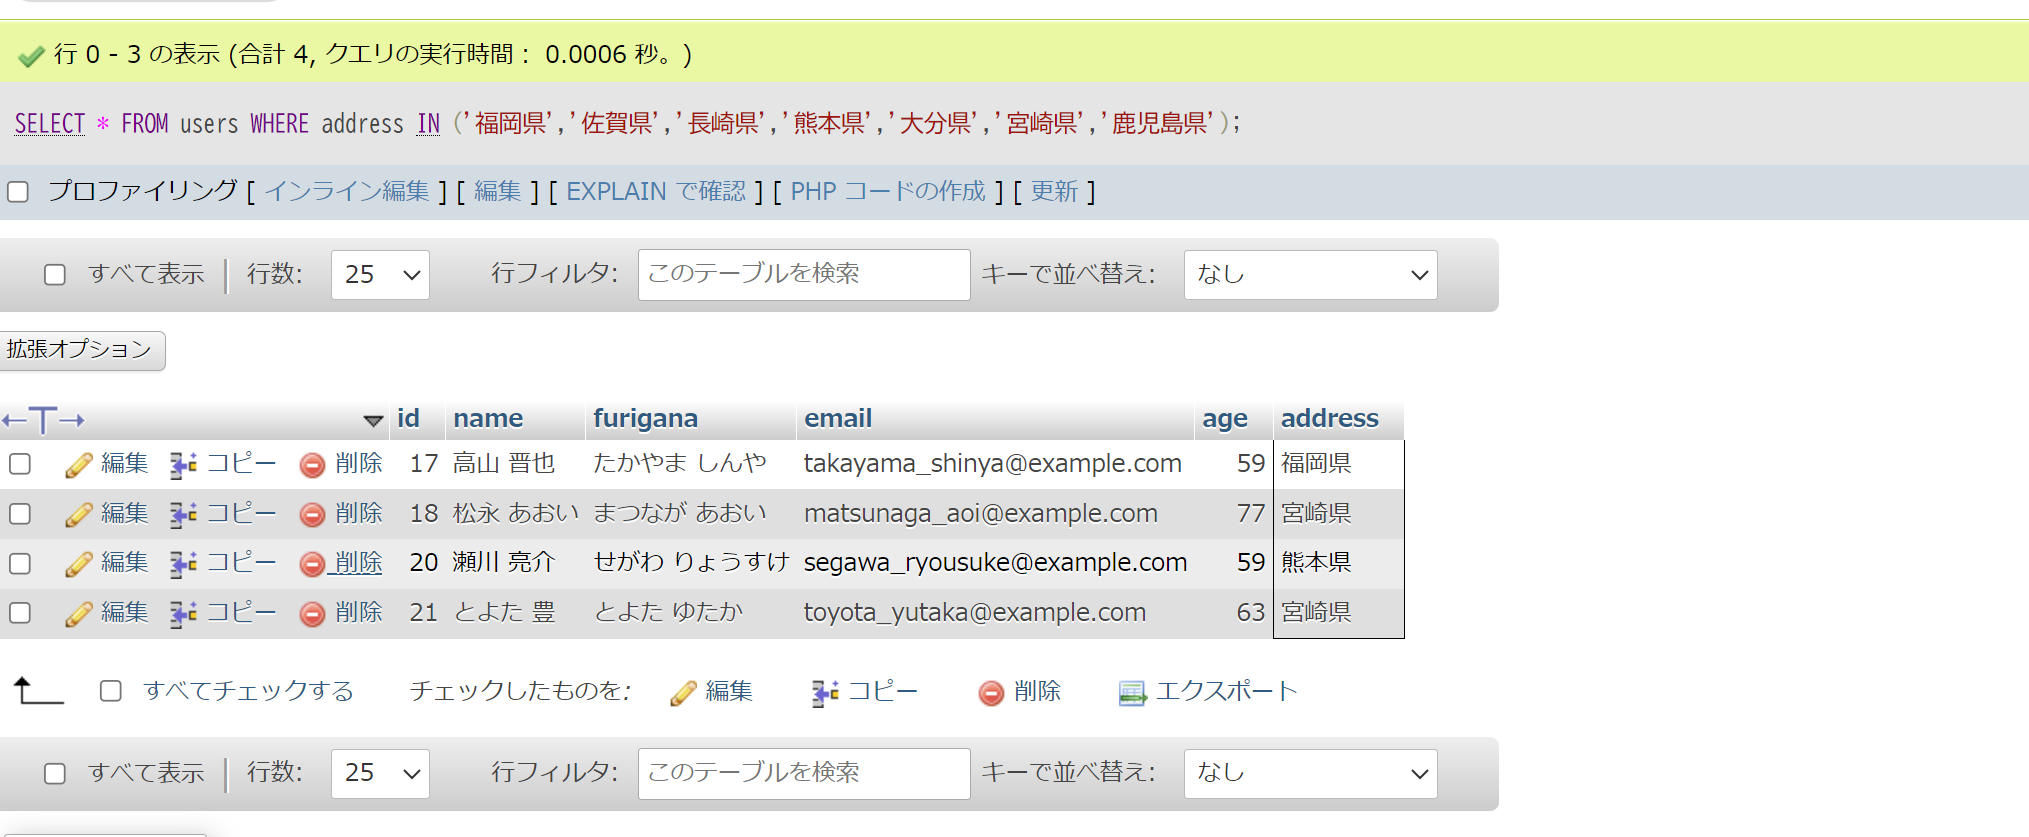 行 0 - 3 の表示 (合計 4, クエリの実行時間： 0.0006 秒。)
SELECT * FROM users WHERE address IN ('福岡県','佐賀県','長崎県','熊本県','大分県','宮崎県','鹿児島県');
プロファイリング [ インライン編集 ] [ 編集 ] [ EXPLAIN で確認 ] [ PHP コードの作成 ] [ 更新 ]
すべて表示 行数: 25 行フィルタ: このテーブルを検索 キーで並べ替え: なし
拡張オプション
←T→ id name furigana email age address
編集 コピー 削除 17 高山 晋也 たかやま しんや takayama_shinya@example.com 59 福岡県
編集 コピー 削除 18 松永 あおい まつなが あおい matsunaga_aoi@example.com 77 宮崎県
編集 コピー 削除 20 瀬川 亮介 せがわ りょうすけ segawa_ryousuke@example.com 59 熊本県
編集 コピー 削除 21 とよた 豊 とよた ゆたか toyota_yutaka@example.com 63 宮崎県
すべてチェックする チェックしたものを: 編集 コピー 削除 エクスポート
すべて表示 行数: 25 行フィルタ: このテーブルを検索 キーで並べ替え: なし